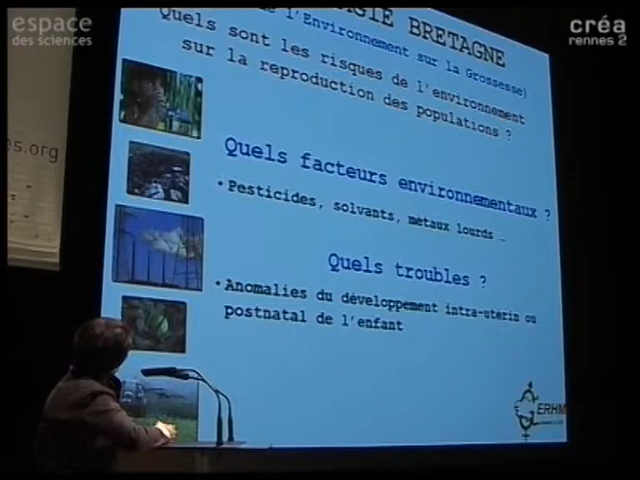 espace
des sciences
créa
rennes 2
GIE BRETAGNE
de l'Environnement sur la Grossesse)
Quels sont les risques de l'environnement
sur la reproduction des populations ?
es.org
Quels facteurs environnementaux ?
• Pesticides, solvants, métaux lourds …
Quels troubles ?
• Anomalies du développement intra-utérin ou
postnatal de l'enfant
GERHM